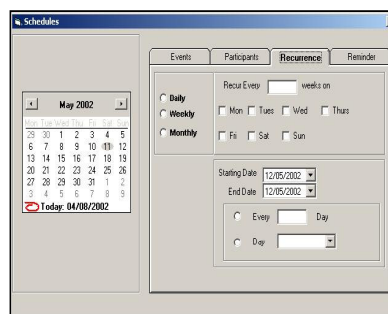 Schedules
Events Participants Recurrence Reminder
Recur Every weeks on
Daily
Weekly
Monthly
Mon Tues Wed Thurs
Fri Sat Sun
May 2002
Mon Tue Wed Thu Fri Sat Sun
29 30 1 2 3 4 5
6 7 8 9 10 11 12
13 14 15 16 17 18 19
20 21 22 23 24 25 26
27 28 29 30 31 1 2
3 4 5 6 7 8 9
Today: 04/08/2002
Starting Date 12/05/2002
End Date 12/05/2002
Every Day
Day